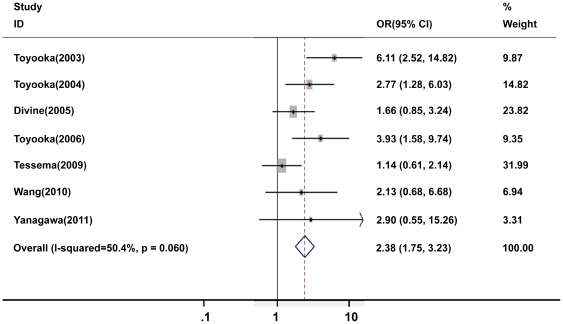 Study %
ID OR(95% CI) Weight
Toyooka(2003) 6.11 (2.52, 14.82) 9.87
Toyooka(2004) 2.77 (1.28, 6.03) 14.82
Divine(2005) 1.66 (0.85, 3.24) 23.82
Toyooka(2006) 3.93 (1.58, 9.74) 9.35
Tessema(2009) 1.14 (0.61, 2.14) 31.99
Wang(2010) 2.13 (0.68, 6.68) 6.94
Yanagawa(2011) 2.90 (0.55, 15.26) 3.31
Overall (I-squared=50.4%, p = 0.060) 2.38 (1.75, 3.23) 100.00
.1 1 10